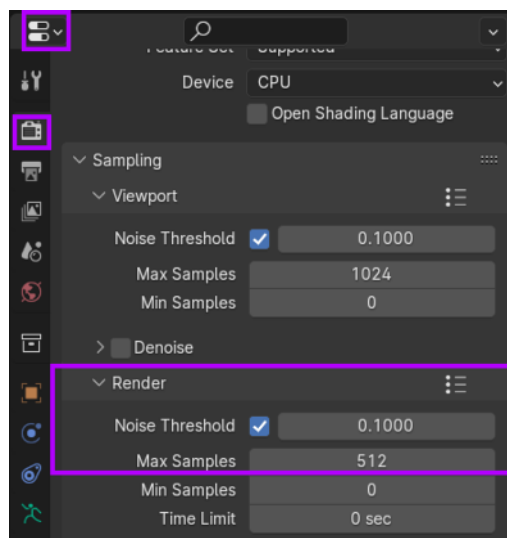 Device CPU
Open Shading Language
Sampling
Viewport
Noise Threshold 0.1000
Max Samples 1024
Min Samples 0
Denoise
Render
Noise Threshold 0.1000
Max Samples 512
Min Samples 0
Time Limit 0 sec